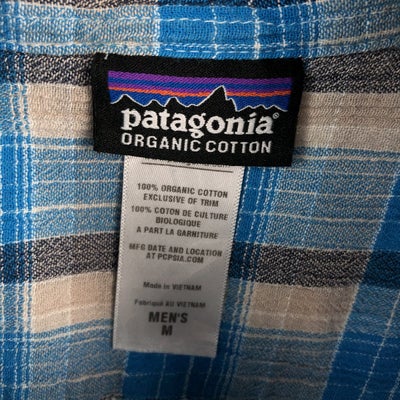 patagonia®
ORGANIC COTTON
100% ORGANIC COTTON
EXCLUSIVE OF TRIM
100% COTON DE CULTURE
BIOLOGIQUE
A PART LA GARNITURE
MFG DATE AND LOCATION
AT PCPSIA.COM
Made in VIETNAM
Fabriqué AU VIETNAM
MEN'S
M